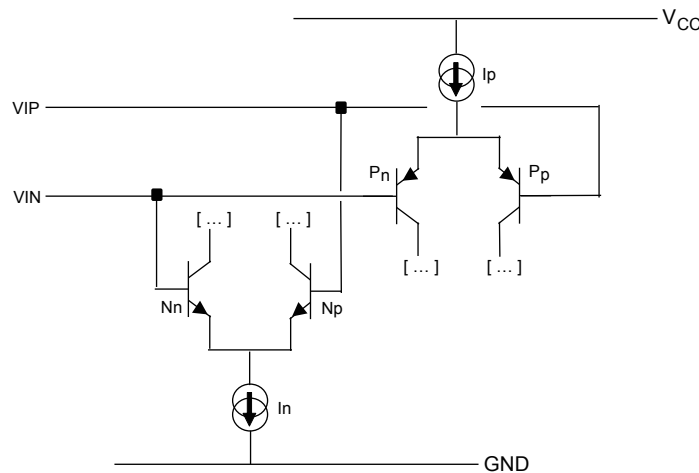 VCC
Ip
VIP
Pn
Pp
VIN
[ ... ]
[ ... ]
[ ... ]
[ ... ]
Nn
Np
In
GND